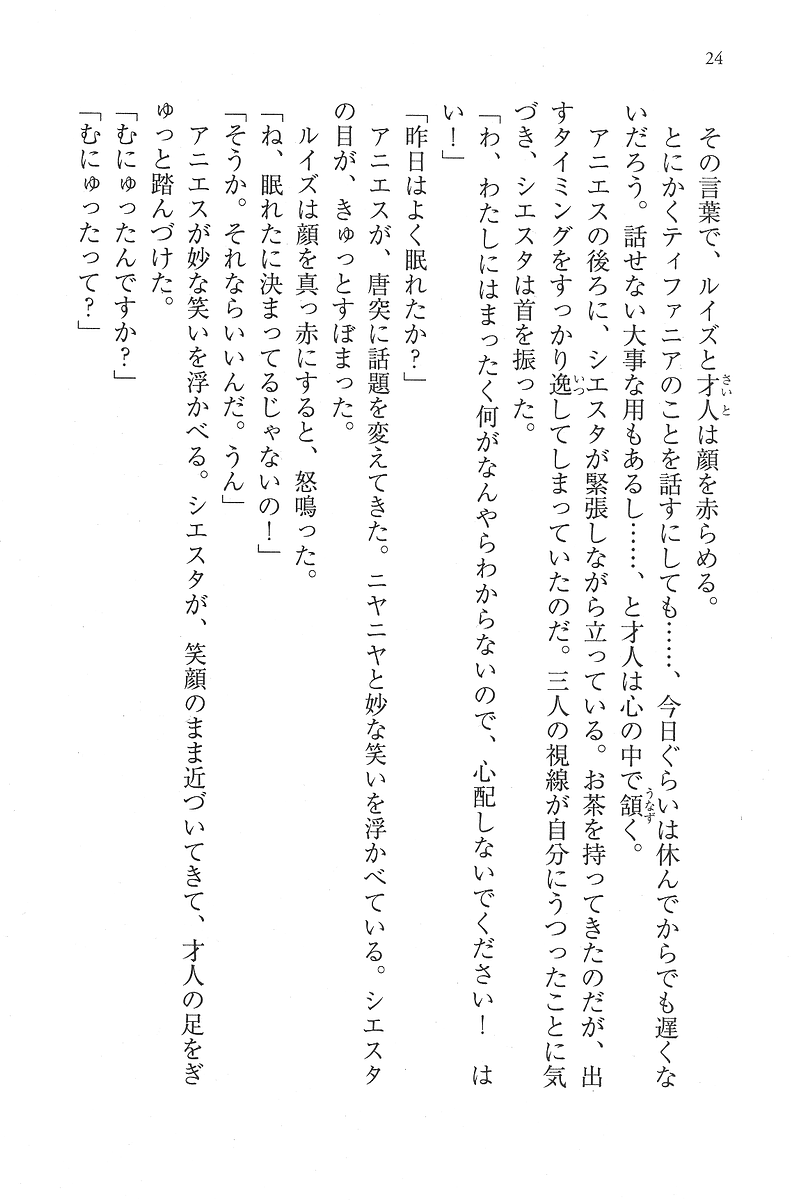 24
その言葉で、ルイズと才人は顔を赤らめる。
とにかくティファニアのことを話すにしても……、今日ぐらいは休んでからでも遅くな
いだろう。話せない大事な用もあるし……、と才人は心の中で頷く。
アニエスの後ろに、シエスタが緊張しながら立っている。お茶を持ってきたのだが、出
すタイミングをすっかり逸してしまっていたのだ。三人の視線が自分にうつったことに気
づき、シエスタは首を振った。
「わ、わたしにはまったく何がなんやらわからないので、心配しないでください！　は
い！」
「昨日はよく眠れたか？」
アニエスが、唐突に話題を変えてきた。ニヤニヤと妙な笑いを浮かべている。シエスタ
の目が、きゅっとすぼまった。
ルイズは顔を真っ赤にすると、怒鳴った。
「ね、眠れたに決まってるじゃないの！」
「そうか。それならいいんだ。うん」
アニエスが妙な笑いを浮かべる。シエスタが、笑顔のまま近づいてきて、才人の足をぎ
ゅっと踏んづけた。
「むにゅったんですか？」
「むにゅったって？」